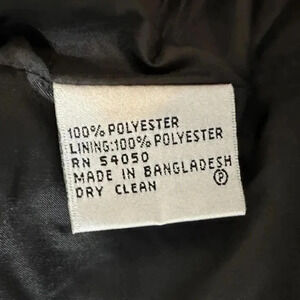 100% POLYESTER
LINING:100% POLYESTER
RN 54050
MADE IN BANGLADESH
DRY CLEAN Ⓟ